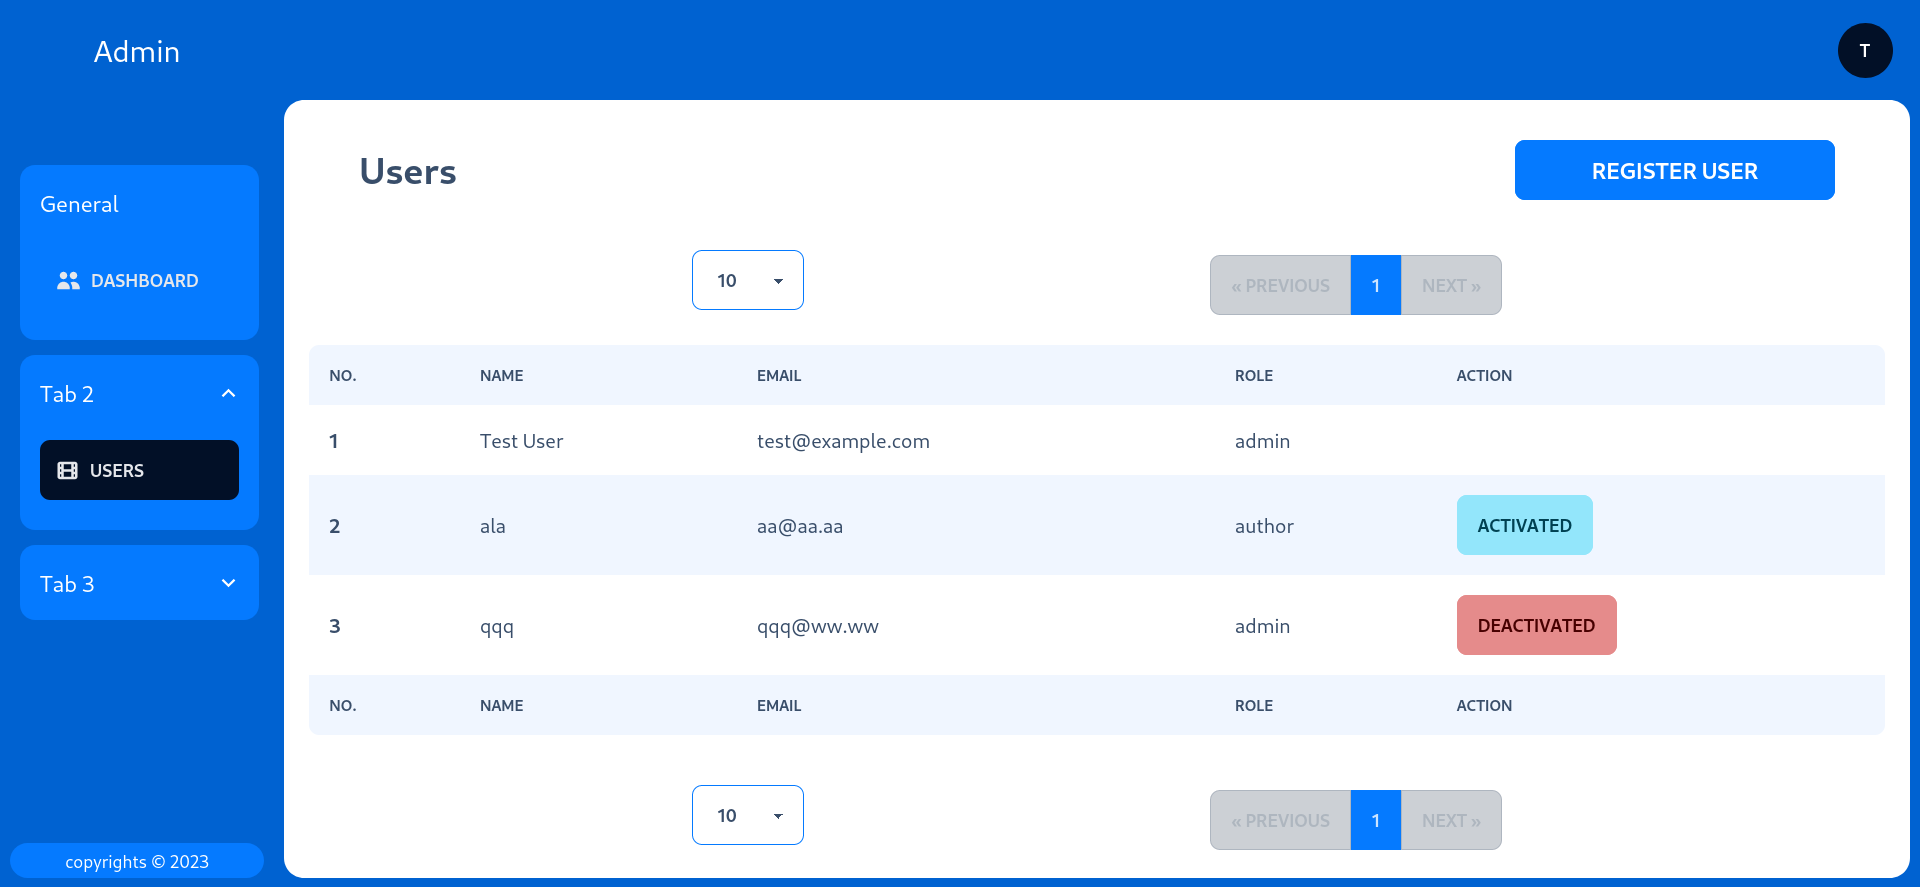 Admin
T
General
DASHBOARD
Tab 2
USERS
Tab 3
copyrights © 2023
Users
REGISTER USER
10
« PREVIOUS 1 NEXT »
NO. NAME EMAIL ROLE ACTION
1 Test User test@example.com admin
2 ala aa@aa.aa author ACTIVATED
3 qqq qqq@ww.ww admin DEACTIVATED
NO. NAME EMAIL ROLE ACTION
10
« PREVIOUS 1 NEXT »